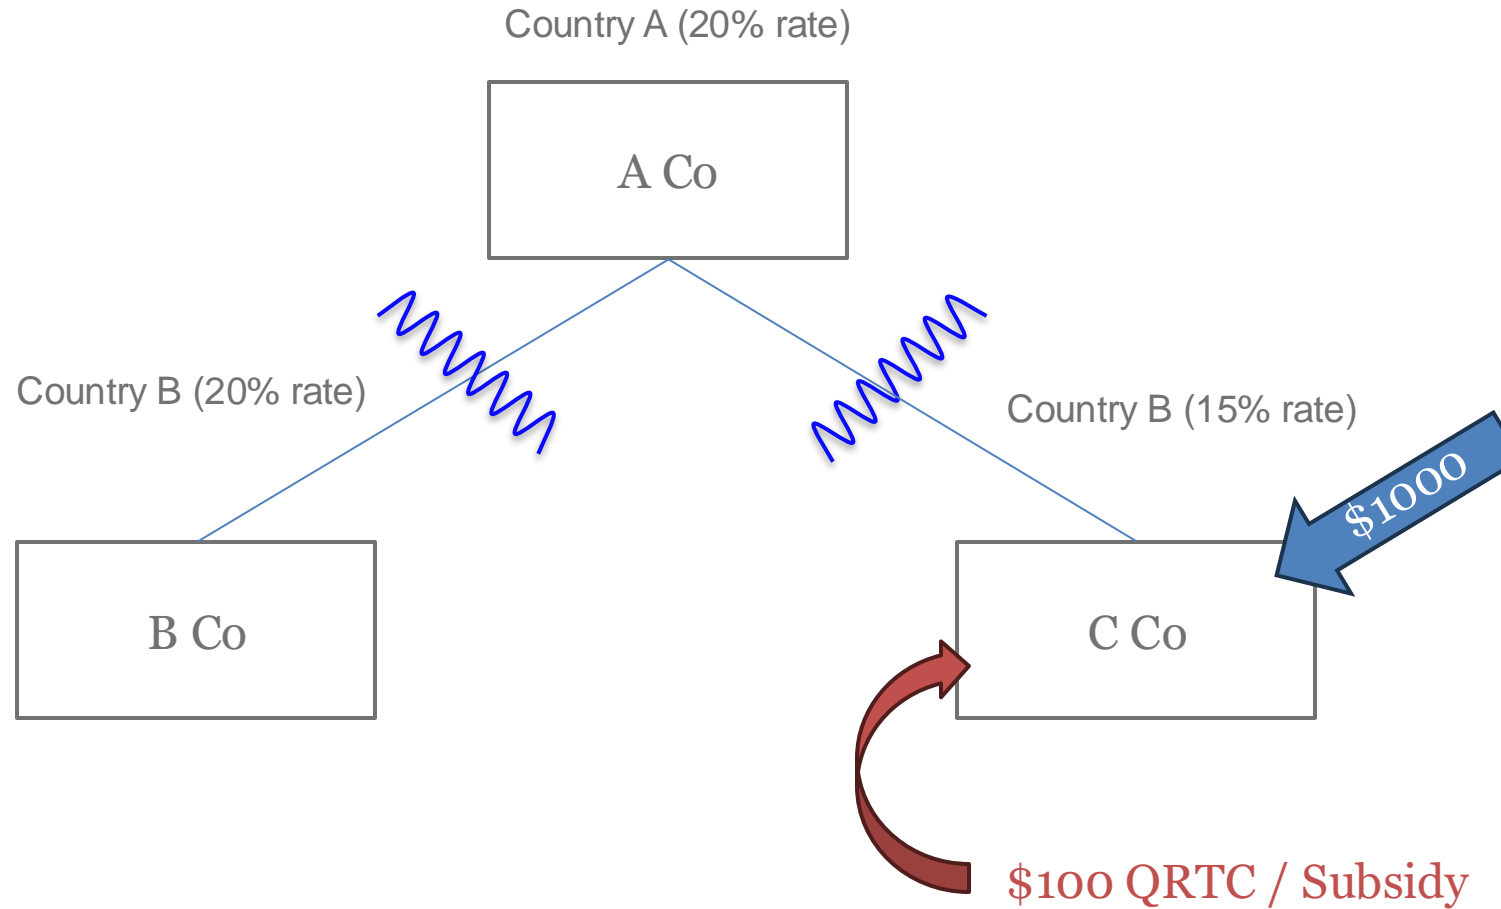 Country A (20% rate)
A Co
Country B (20% rate)
Country B (15% rate)
$1000
B Co
C Co
$100 QRTC / Subsidy